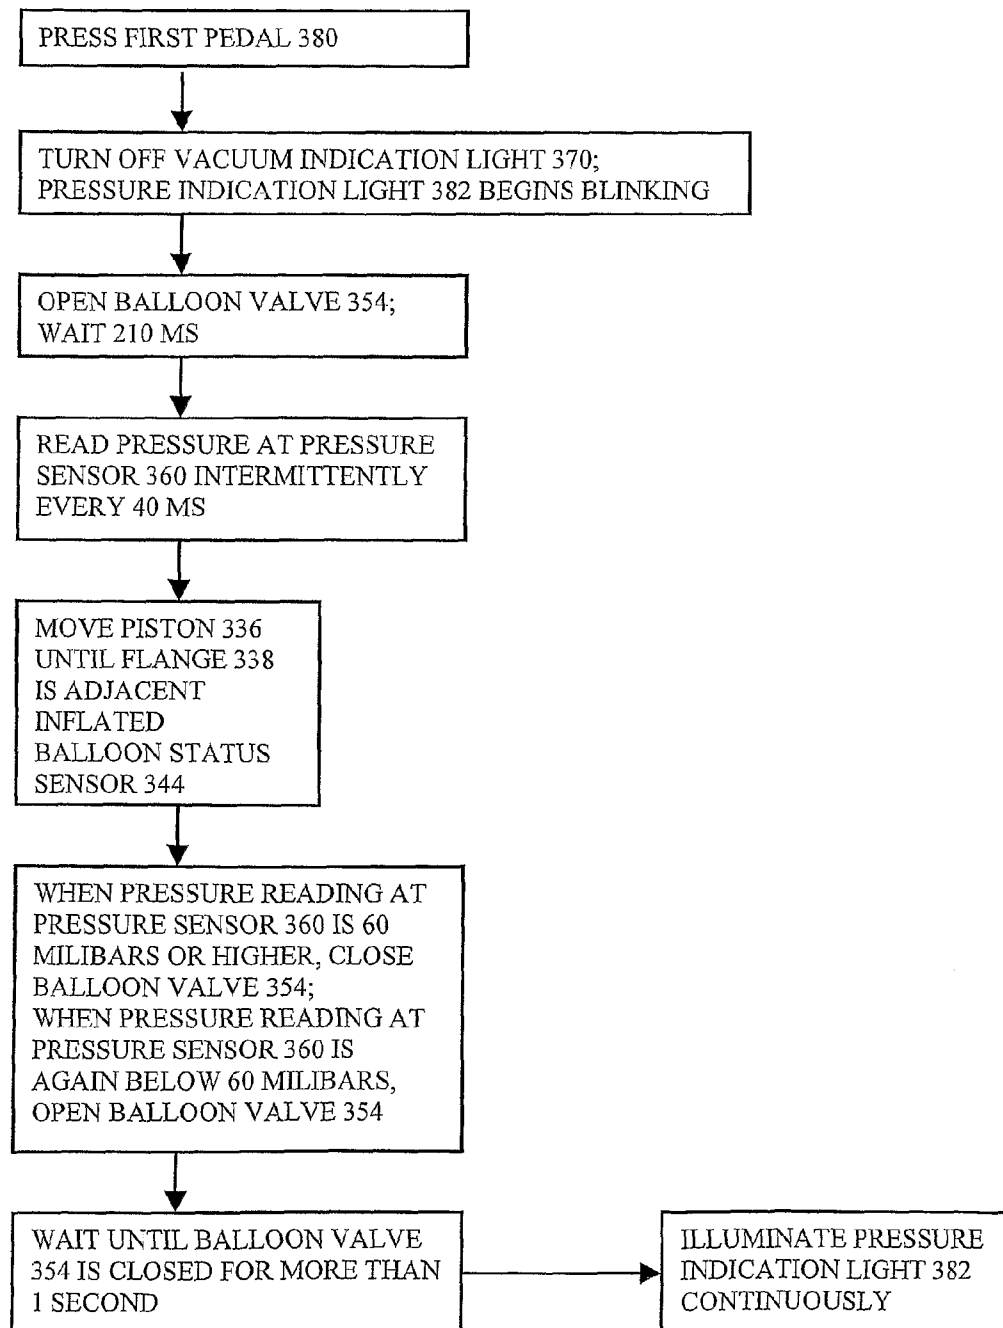 PRESS FIRST PEDAL 380
TURN OFF VACUUM INDICATION LIGHT 370;
PRESSURE INDICATION LIGHT 382 BEGINS BLINKING
OPEN BALLOON VALVE 354;
WAIT 210 MS
READ PRESSURE AT PRESSURE
SENSOR 360 INTERMITTENTLY
EVERY 40 MS
MOVE PISTON 336
UNTIL FLANGE 338
IS ADJACENT
INFLATED
BALLOON STATUS
SENSOR 344
WHEN PRESSURE READING AT
PRESSURE SENSOR 360 IS 60
MILIBARS OR HIGHER, CLOSE
BALLOON VALVE 354;
WHEN PRESSURE READING AT
PRESSURE SENSOR 360 IS
AGAIN BELOW 60 MILIBARS,
OPEN BALLOON VALVE 354
WAIT UNTIL BALLOON VALVE
354 IS CLOSED FOR MORE THAN
1 SECOND
ILLUMINATE PRESSURE
INDICATION LIGHT 382
CONTINUOUSLY